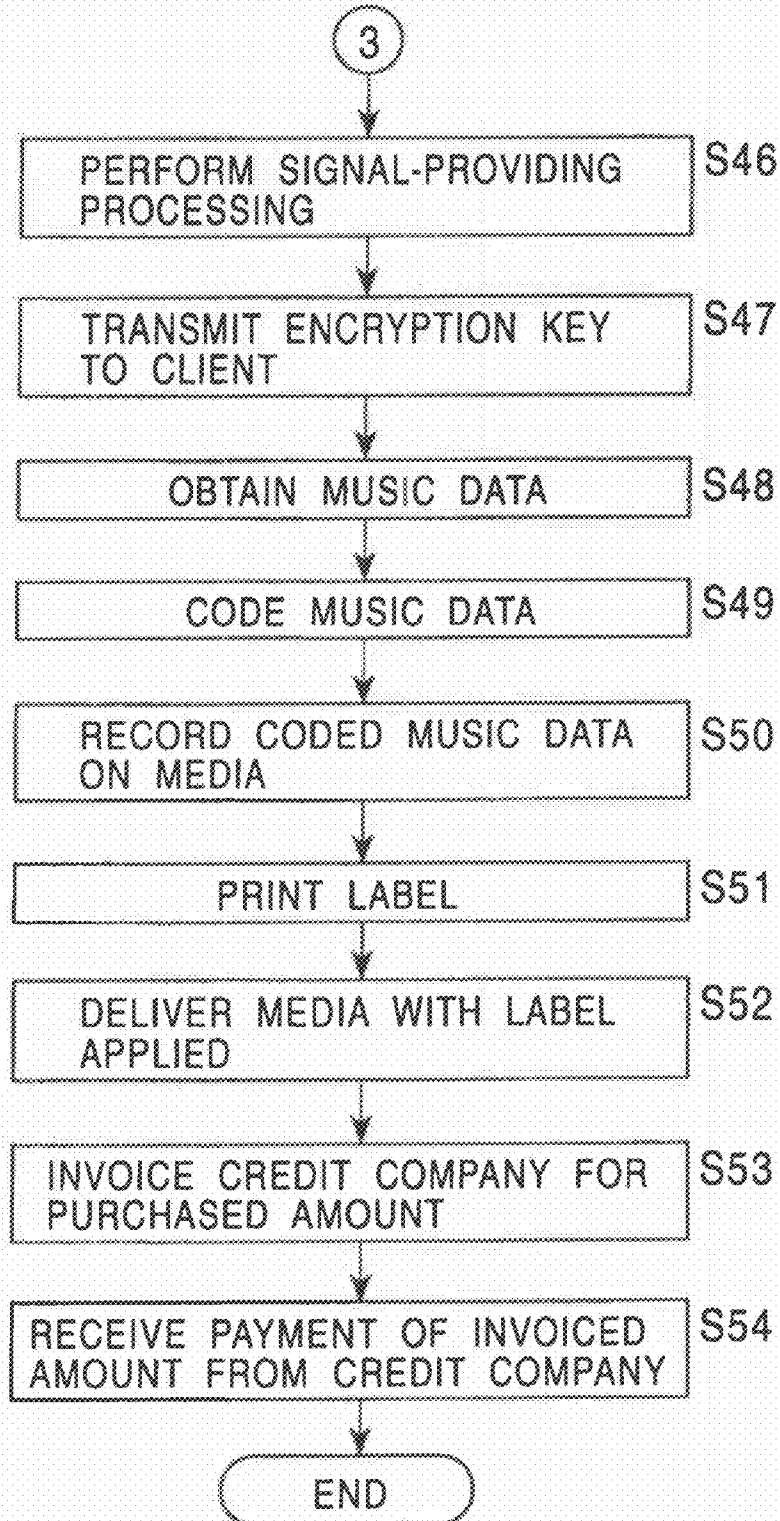 3
PERFORM SIGNAL-PROVIDING
PROCESSING
S46
TRANSMIT ENCRYPTION KEY
TO CLIENT
S47
OBTAIN MUSIC DATA
S48
CODE MUSIC DATA
S49
RECORD CODED MUSIC DATA
ON MEDIA
S50
PRINT LABEL
S51
DELIVER MEDIA WITH LABEL
APPLIED
S52
INVOICE CREDIT COMPANY FOR
PURCHASED AMOUNT
S53
RECEIVE PAYMENT OF INVOICED
AMOUNT FROM CREDIT COMPANY
S54
END